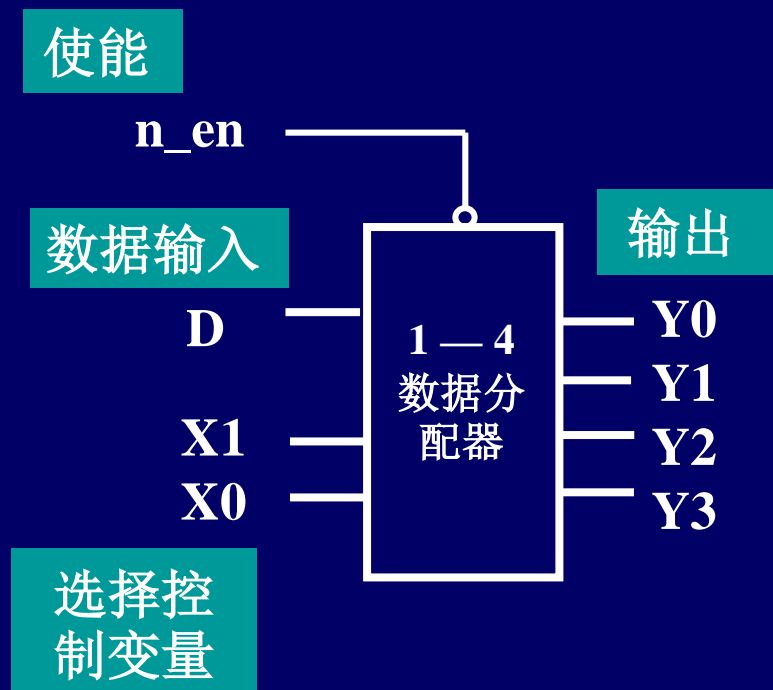 使能
n_en
数据输入
输出
D
1 — 4
数据分
配器
Y0
Y1
X1
Y2
X0
Y3
选择控
制变量